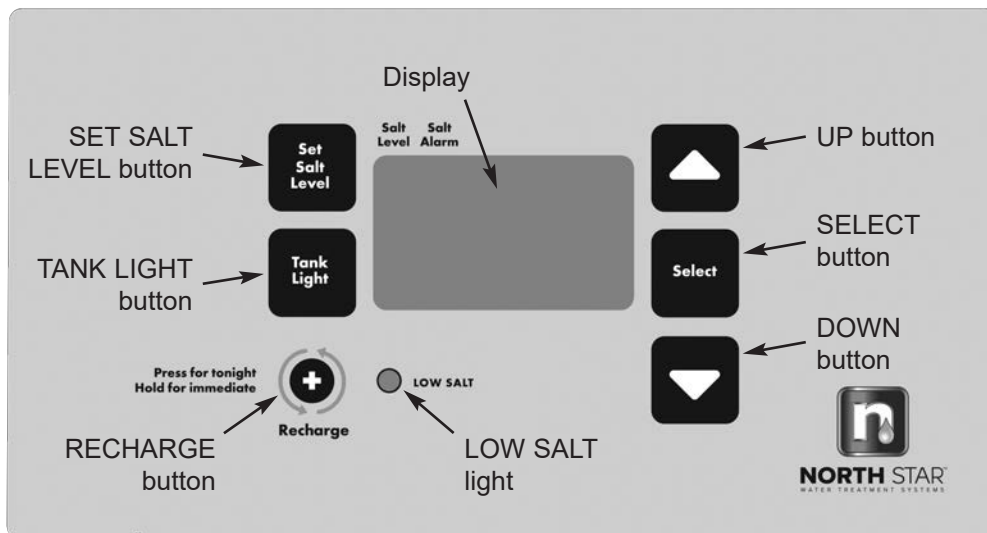 Display
SET SALT
LEVEL button
Set
Salt
Level
Salt Salt
Level Alarm
UP button
TANK LIGHT
button
Tank
Light
Select
SELECT
button
DOWN
button
Press for tonight
Hold for immediate
Recharge
LOW SALT
RECHARGE
button
LOW SALT
light
n
NORTH STAR™
WATER TREATMENT SYSTEMS